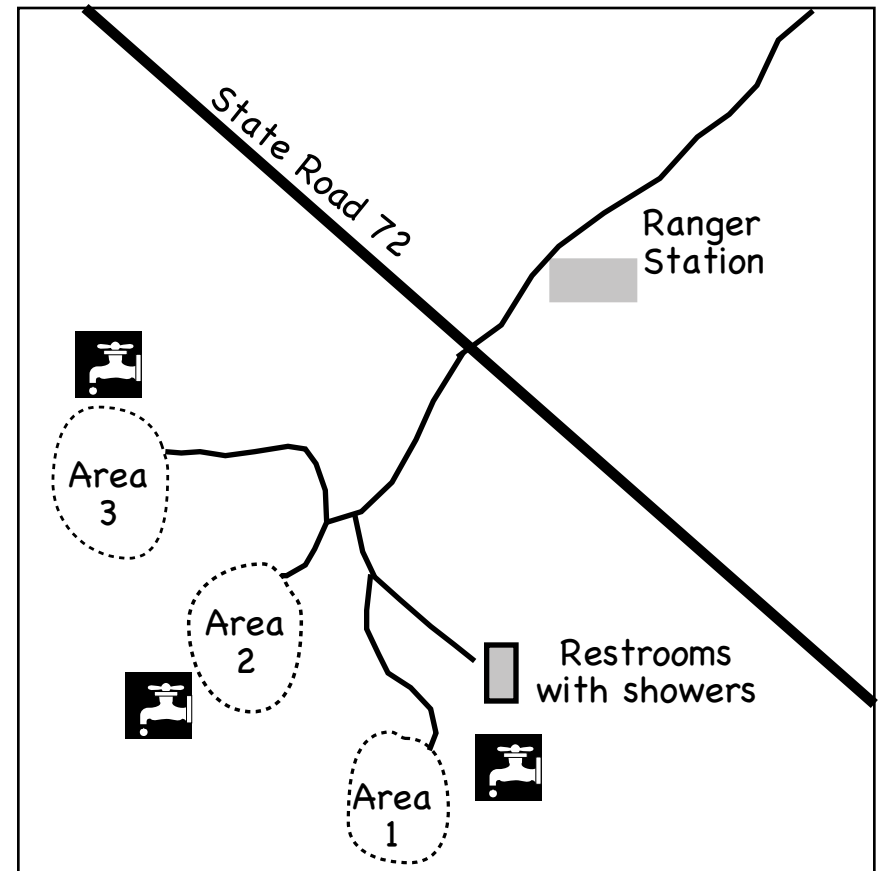 State Road 72
Ranger
Station
Area
3
Area
2
Restrooms
with showers
Area
1